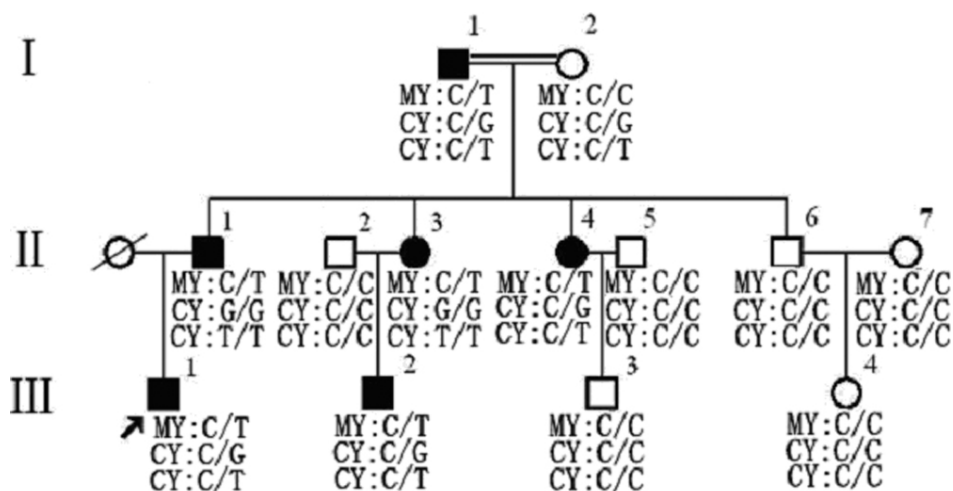 1 2
I
MY:C/T MY:C/C
CY:C/G CY:C/G
CY:C/T CY:C/T
1 2 3 4 5 6 7
II
MY:C/T MY:C/C MY:C/T MY:C/T MY:C/C MY:C/C MY:C/C
CY:G/G CY:C/C CY:G/G CY:C/G CY:C/C CY:C/C CY:C/C
CY:T/T CY:C/C CY:T/T CY:C/T CY:C/C CY:C/C CY:C/C
1 2 3 4
III
MY:C/T MY:C/T MY:C/C MY:C/C
CY:C/G CY:C/G CY:C/C CY:C/C
CY:C/T CY:C/T CY:C/C CY:C/C